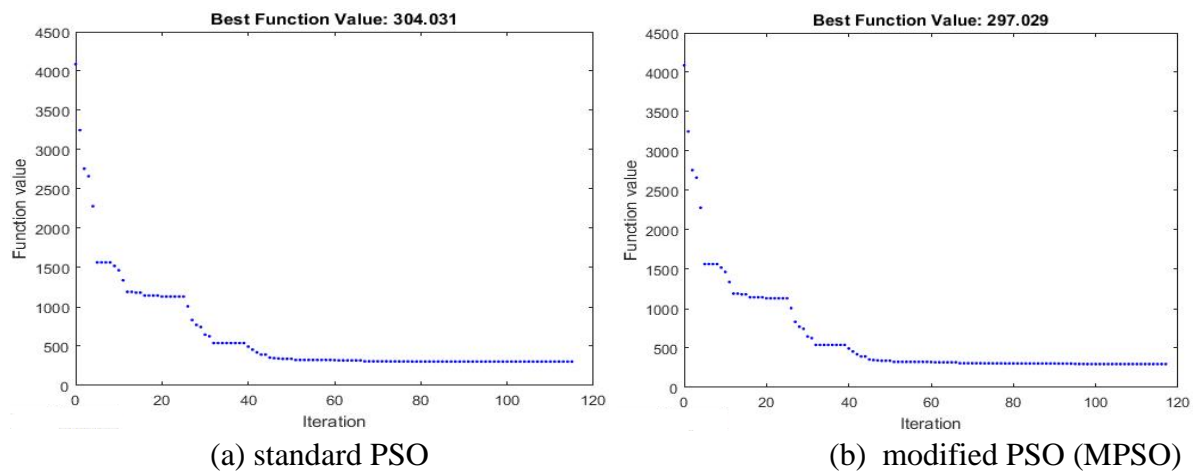 Best Function Value: 304.031
4500
4000
3500
3000
2500
2000
1500
1000
500
0
Function value
0 20 40 60 80 100 120
Iteration
(a) standard PSO
Best Function Value: 297.029
4500
4000
3500
3000
2500
2000
1500
1000
500
0
Function value
0 20 40 60 80 100 120
Iteration
(b) modified PSO (MPSO)